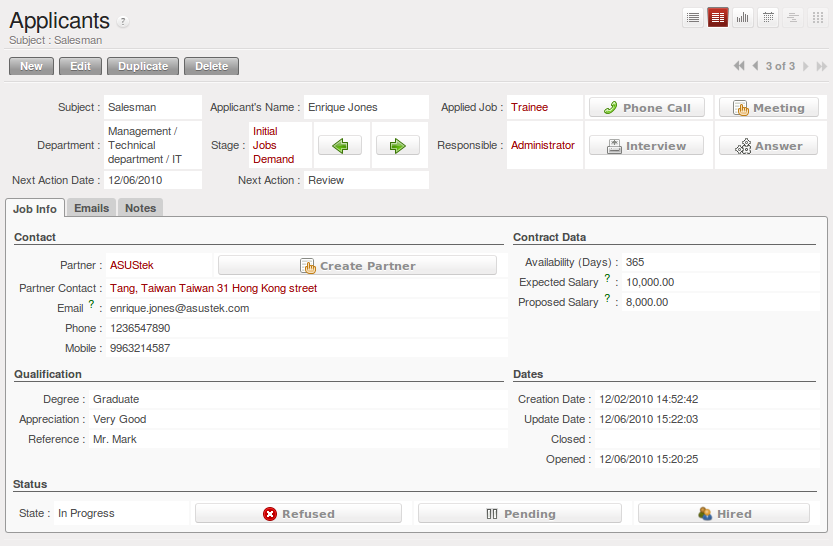 Applicants ?
Subject : Salesman
New Edit Duplicate Delete
3 of 3
Subject : Salesman Applicant's Name : Enrique Jones Applied Job : Trainee Phone Call Meeting
Department : Management / Technical department / IT Stage : Initial Jobs Demand Responsible : Administrator Interview Answer
Next Action Date : 12/06/2010 Next Action : Review
Job Info Emails Notes
Contact
Partner : ASUStek Create Partner
Partner Contact : Tang, Taiwan Taiwan 31 Hong Kong street
Email ? : enrique.jones@asustek.com
Phone : 1236547890
Mobile : 9963214587
Contract Data
Availability (Days) : 365
Expected Salary ? : 10,000.00
Proposed Salary ? : 8,000.00
Qualification
Degree : Graduate
Appreciation : Very Good
Reference : Mr. Mark
Dates
Creation Date : 12/02/2010 14:52:42
Update Date : 12/06/2010 15:22:03
Closed :
Opened : 12/06/2010 15:20:25
Status
State : In Progress Refused Pending Hired